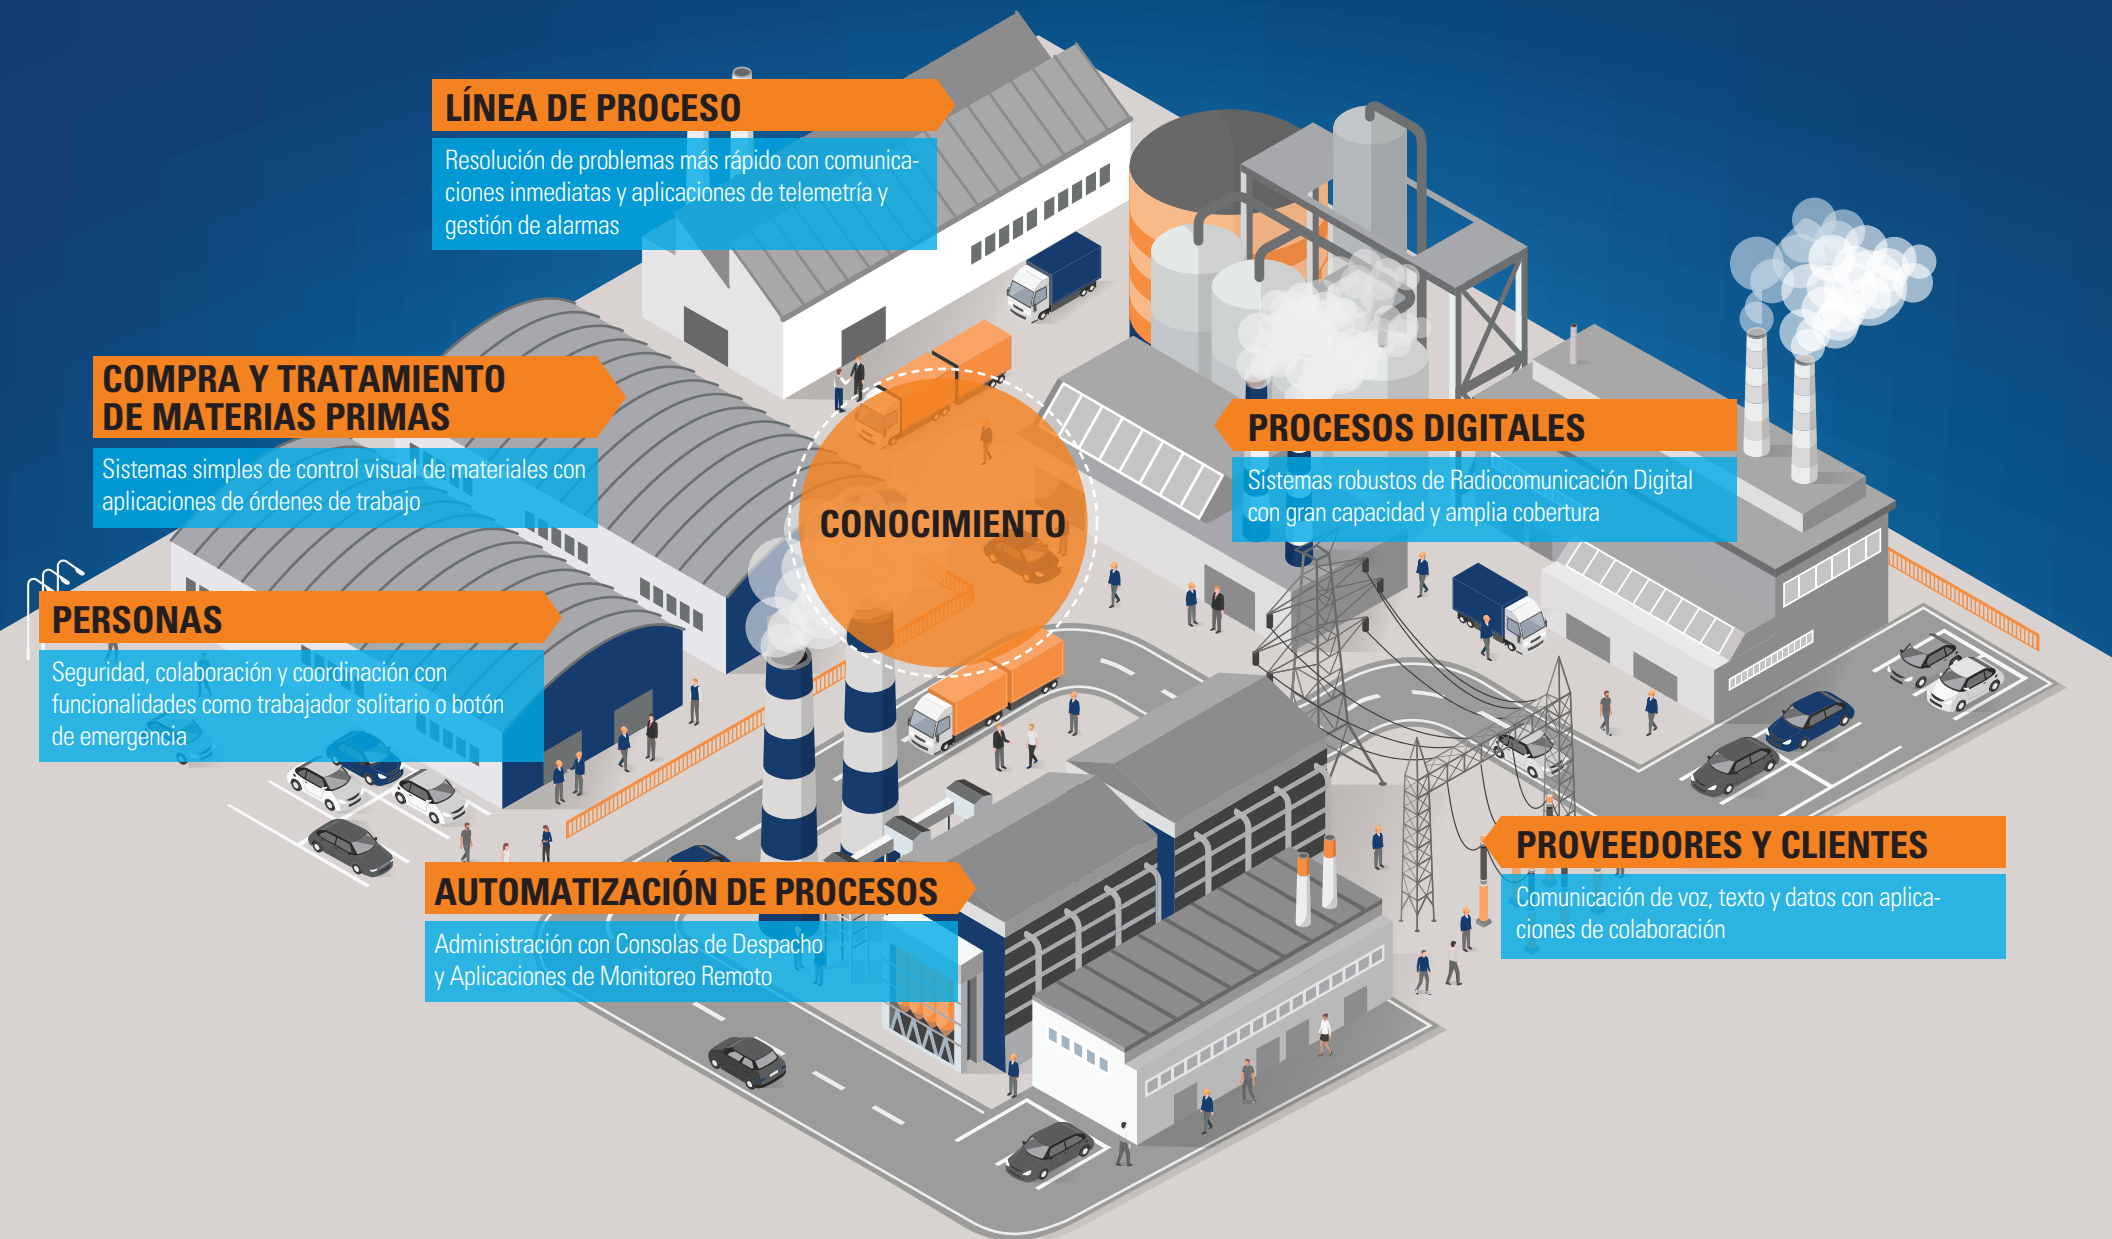 LÍNEA DE PROCESO
Resolución de problemas más rápido con comunica-
ciones inmediatas y aplicaciones de telemetría y
gestión de alarmas
COMPRA Y TRATAMIENTO
DE MATERIAS PRIMAS
Sistemas simples de control visual de materiales con
aplicaciones de órdenes de trabajo
PROCESOS DIGITALES
Sistemas robustos de Radiocomunicación Digital
con gran capacidad y amplia cobertura
CONOCIMIENTO
PERSONAS
Seguridad, colaboración y coordinación con
funcionalidades como trabajador solitario o botón
de emergencia
PROVEEDORES Y CLIENTES
Comunicación de voz, texto y datos con aplica-
ciones de colaboración
AUTOMATIZACIÓN DE PROCESOS
Administración con Consolas de Despacho
y Aplicaciones de Monitoreo Remoto